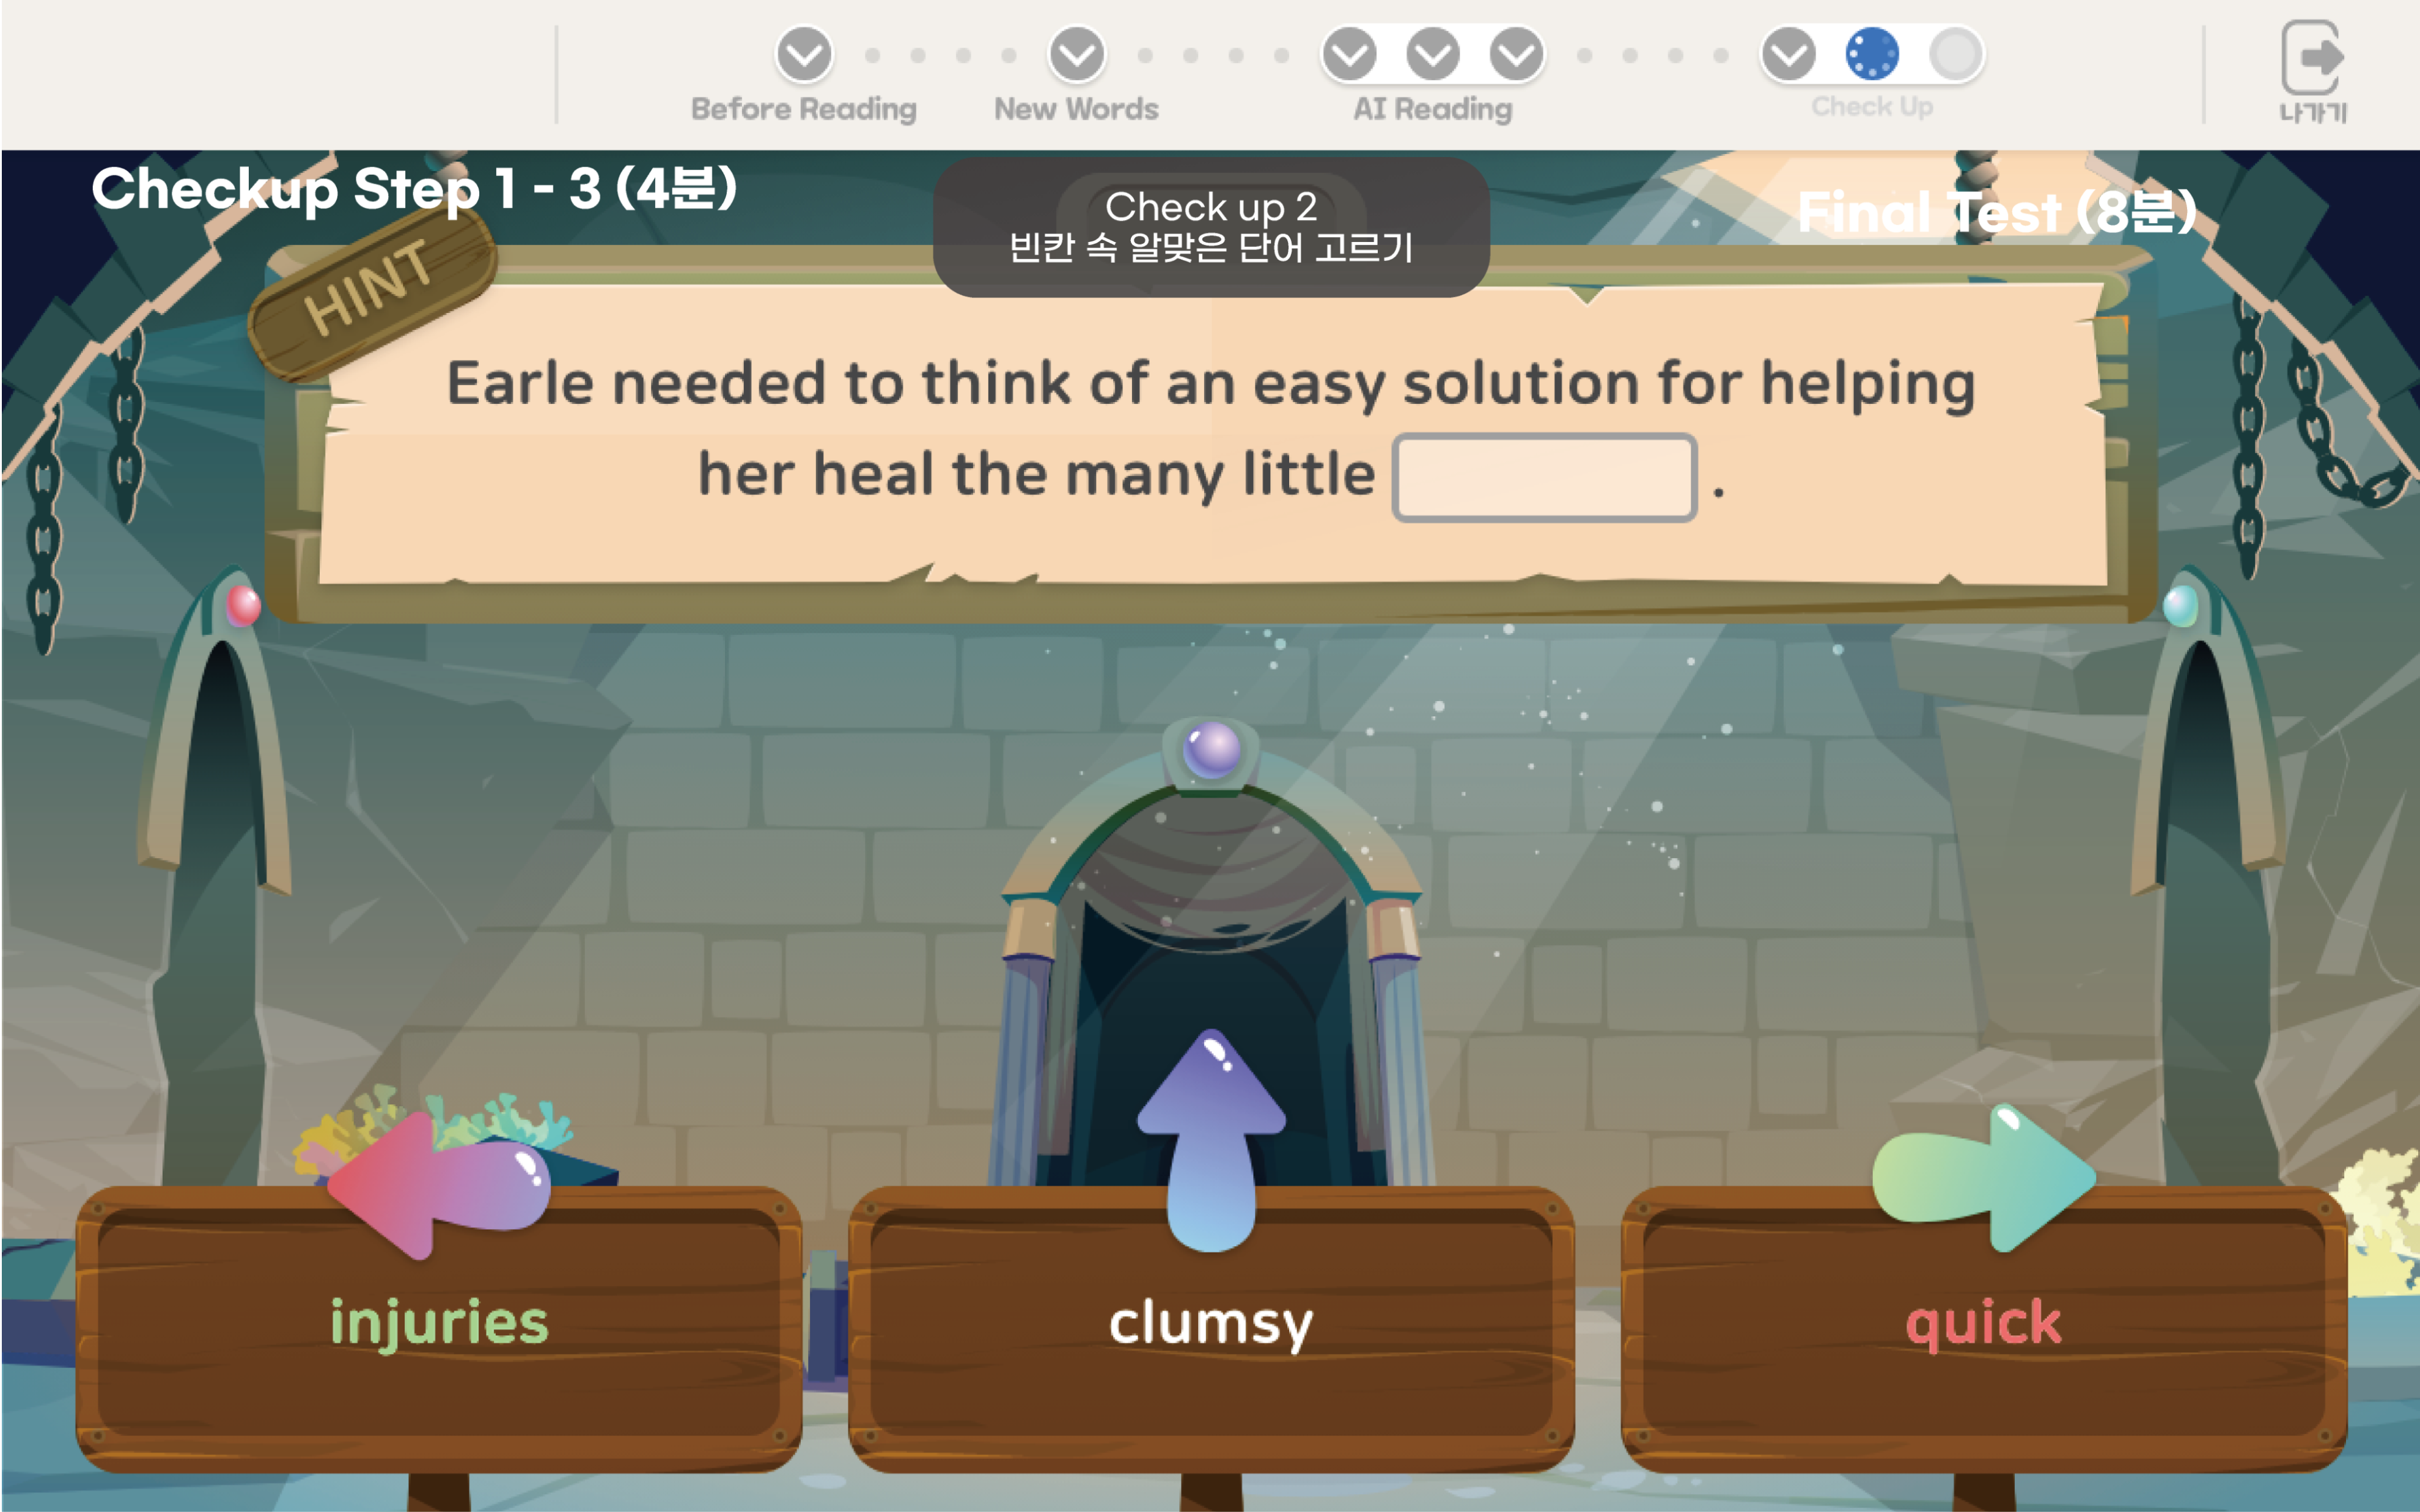 Before Reading
New Words
AI Reading
Check Up
나가기
Checkup Step 1 - 3 (4분)
Check up 2
빈칸 속 알맞은 단어 고르기
Final Test (8분)
HINT
Earle needed to think of an easy solution for helping
her heal the many little .
injuries
clumsy
quick